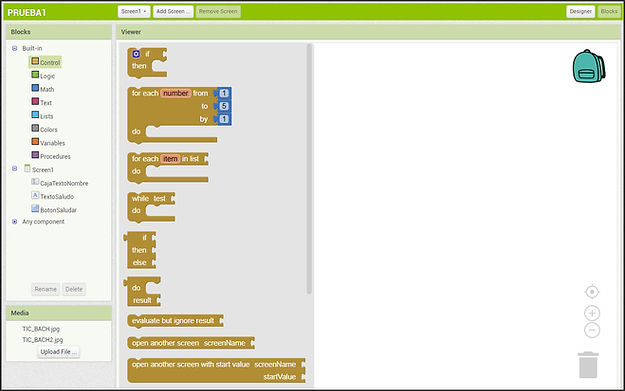 PRUEBA1
Screen1
Add Screen ...
Remove Screen
Designer
Blocks
Blocks
Viewer
Built-in
Control
Logic
Math
Text
Lists
Colors
Variables
Procedures
Screen1
CajaTextoNombre
TextoSaludo
BotonSaludar
Any component
Rename
Delete
Media
TIC_BACH.jpg
TIC_BACH2.jpg
Upload File ...
if
then
for each number from 1
to 5
by 1
do
for each item in list
do
while test
do
if
then
else
do
result
evaluate but ignore result
open another screen screenName
open another screen with start value screenName
startValue